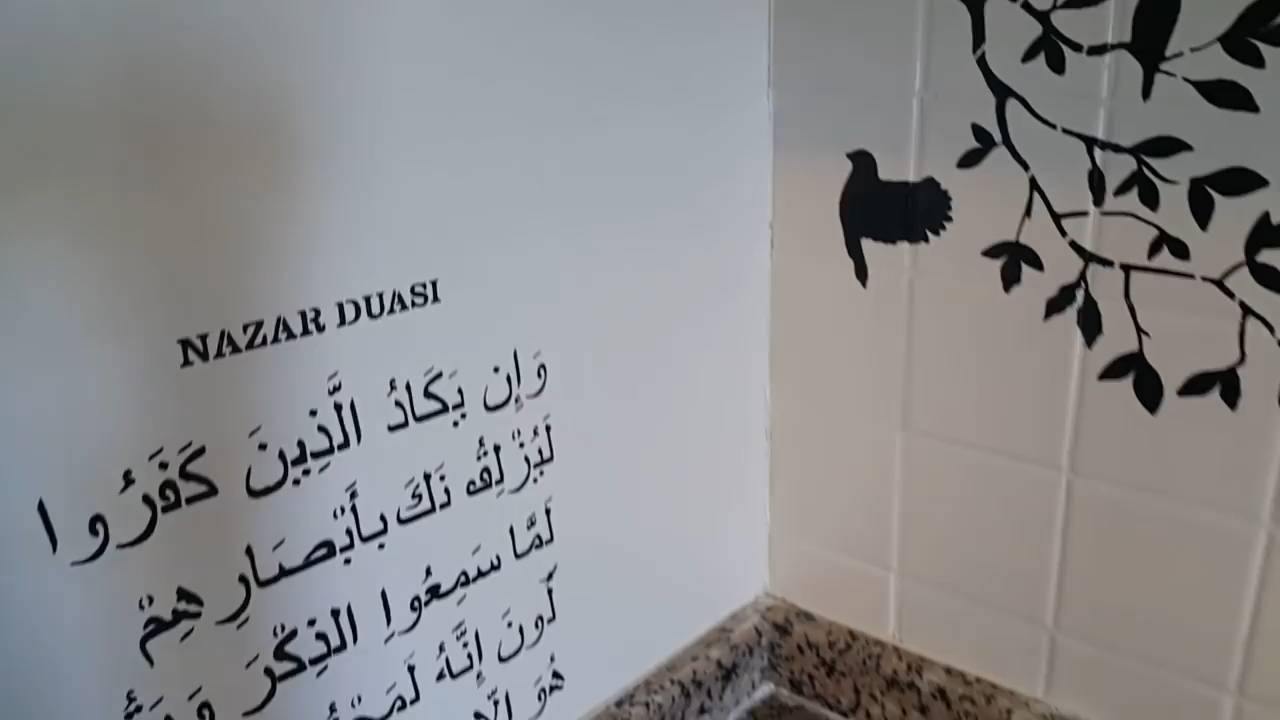 NAZAR DUASI
وَإِن يَكَادُ الَّذِينَ كَفَرُوا
لَيُزْلِقُ نَكَ بِأَبْصَارِ هِمْ
لَمَّا سَمِعُوا الذِّكْرَ وَيَقُ
لُونَ إِنَّهُ لَمَجْنُ
هُوَ إِلَّا